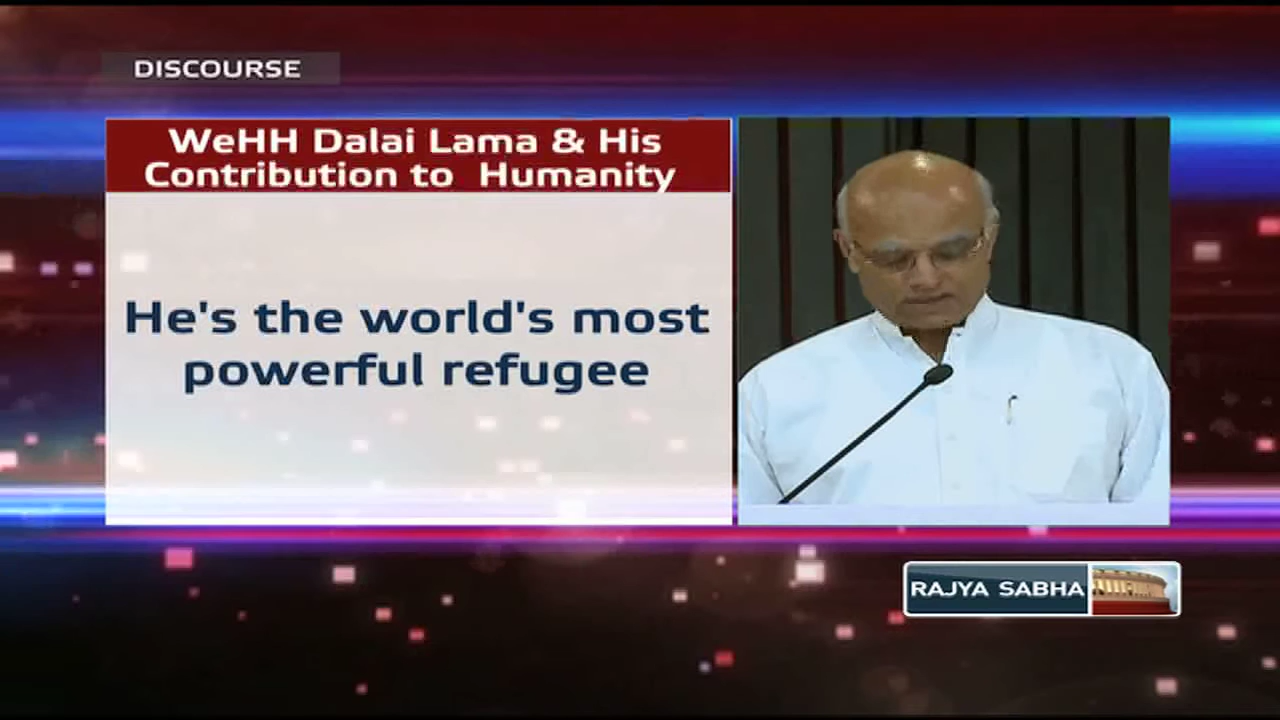 DISCOURSE
WeHH Dalai Lama & His
Contribution to Humanity
He's the world's most
powerful refugee
RAJYA SABHA